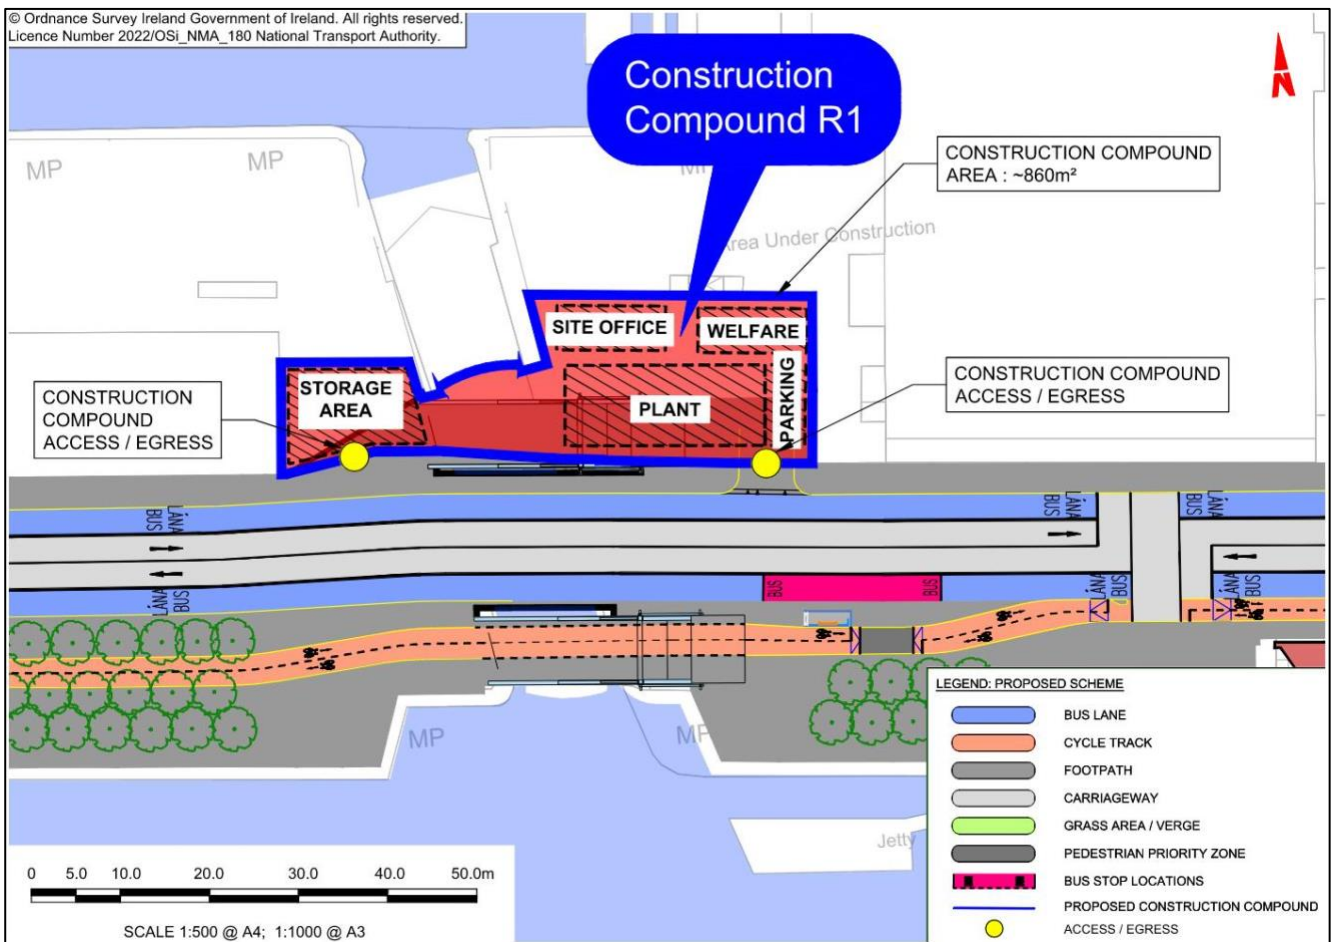 © Ordnance Survey Ireland Government of Ireland. All rights reserved.
Licence Number 2022/OSi_NMA_180 National Transport Authority.
Construction
Compound R1
N
MP
MP
CONSTRUCTION COMPOUND
AREA : ~860m²
Area Under Construction
SITE OFFICE
WELFARE
STORAGE
AREA
PLANT
PARKING
CONSTRUCTION
COMPOUND
ACCESS / EGRESS
CONSTRUCTION COMPOUND
ACCESS / EGRESS
LÁNA
BUS
LÁNA
BUS
LÁNA
BUS
LÁNA
BUS
BUS
BUS
LÁNA
BUS
LÁNA
BUS
MP
MP
Jetty
LEGEND: PROPOSED SCHEME
BUS LANE
CYCLE TRACK
FOOTPATH
CARRIAGEWAY
GRASS AREA / VERGE
PEDESTRIAN PRIORITY ZONE
BUS STOP LOCATIONS
PROPOSED CONSTRUCTION COMPOUND
ACCESS / EGRESS
0 5.0 10.0 20.0 30.0 50.0m
SCALE 1:500 @ A4; 1:1000 @ A3